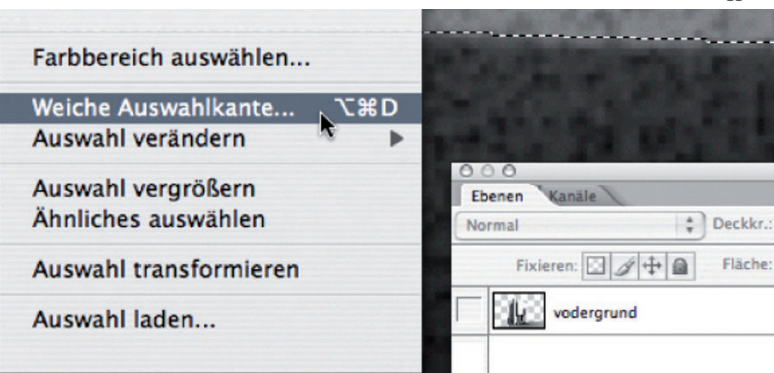 Farbbereich auswählen...
Weiche Auswahlkante... ⌥⌘D
Auswahl verändern
Auswahl vergrößern
Ähnliches auswählen
Auswahl transformieren
Auswahl laden...
Ebenen Kanäle
Normal Deckkr.:
Fixieren: Fläche:
vodergrund